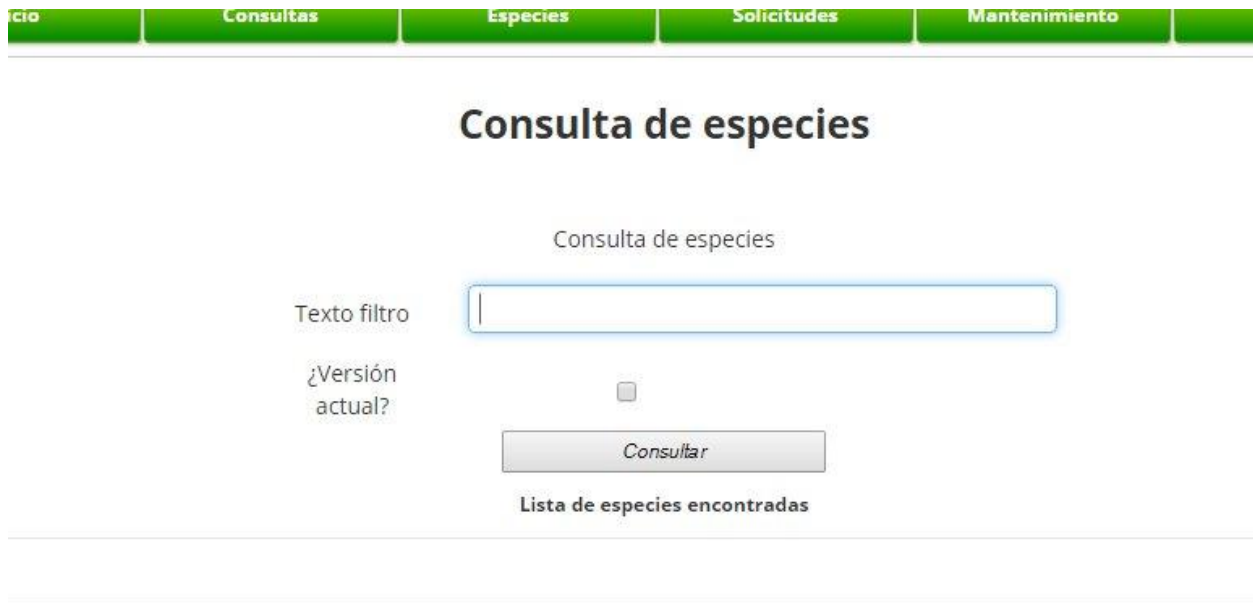 Consultas Especies Solicitudes Mantenimiento
Consulta de especies
Consulta de especies
Texto filtro
¿Versión
actual?
Consultar
Lista de especies encontradas